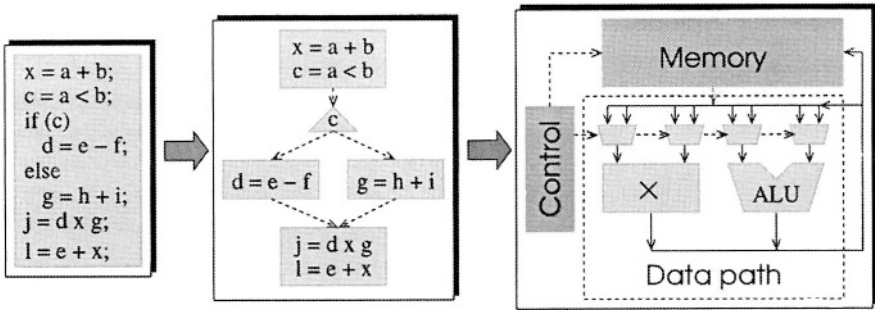 x = a + b;
c = a < b;
if (c)
d = e – f;
else
g = h + i;
j = d x g;
l = e + x;
x = a + b
c = a < b
c
d = e – f
g = h + i
j = d x g
l = e + x
Memory
Control
×
ALU
Data path